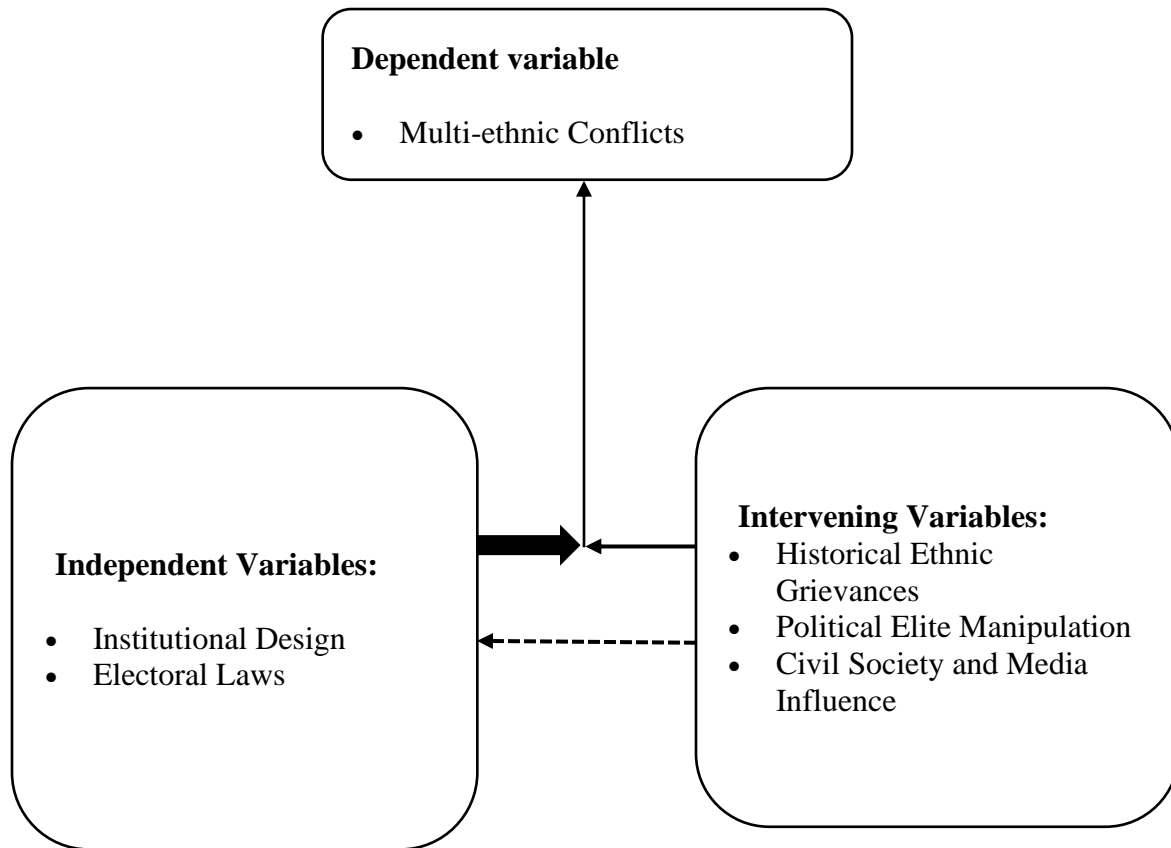 Dependent variable
• Multi-ethnic Conflicts
Independent Variables:
• Institutional Design
• Electoral Laws
Intervening Variables:
• Historical Ethnic
Grievances
• Political Elite Manipulation
• Civil Society and Media
Influence